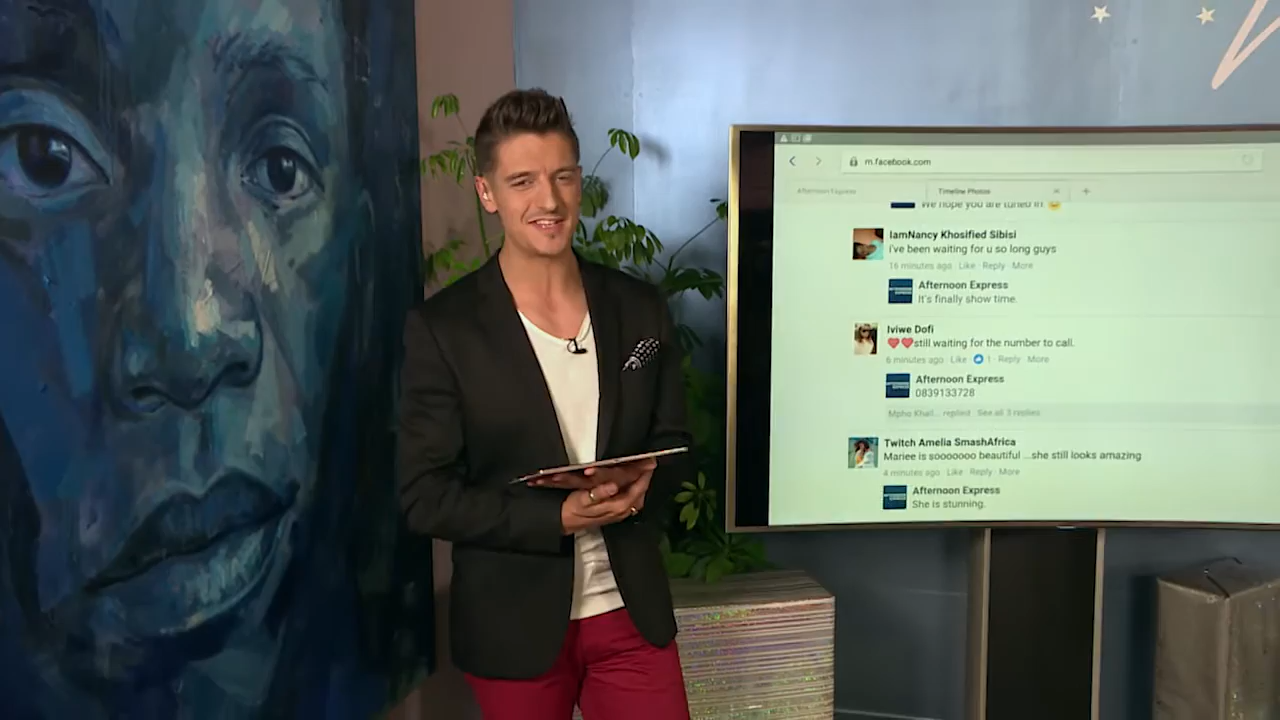 m.facebook.com
Afternoon Express
Timeline Photos
We hope you are tuned in
IamNancy Khosified Sibisi
i've been waiting for u so long guys
16 minutes ago · Like · Reply · More
Afternoon Express
It's finally show time.
Iviwe Dofi
❤️❤️still waiting for the number to call.
6 minutes ago · Like · 1 · Reply · More
Afternoon Express
0839133728
Mpho Khail... replied · See all 3 replies
Twitch Amelia SmashAfrica
Mariee is sooooooo beautiful ...she still looks amazing
4 minutes ago · Like · Reply · More
Afternoon Express
She is stunning.